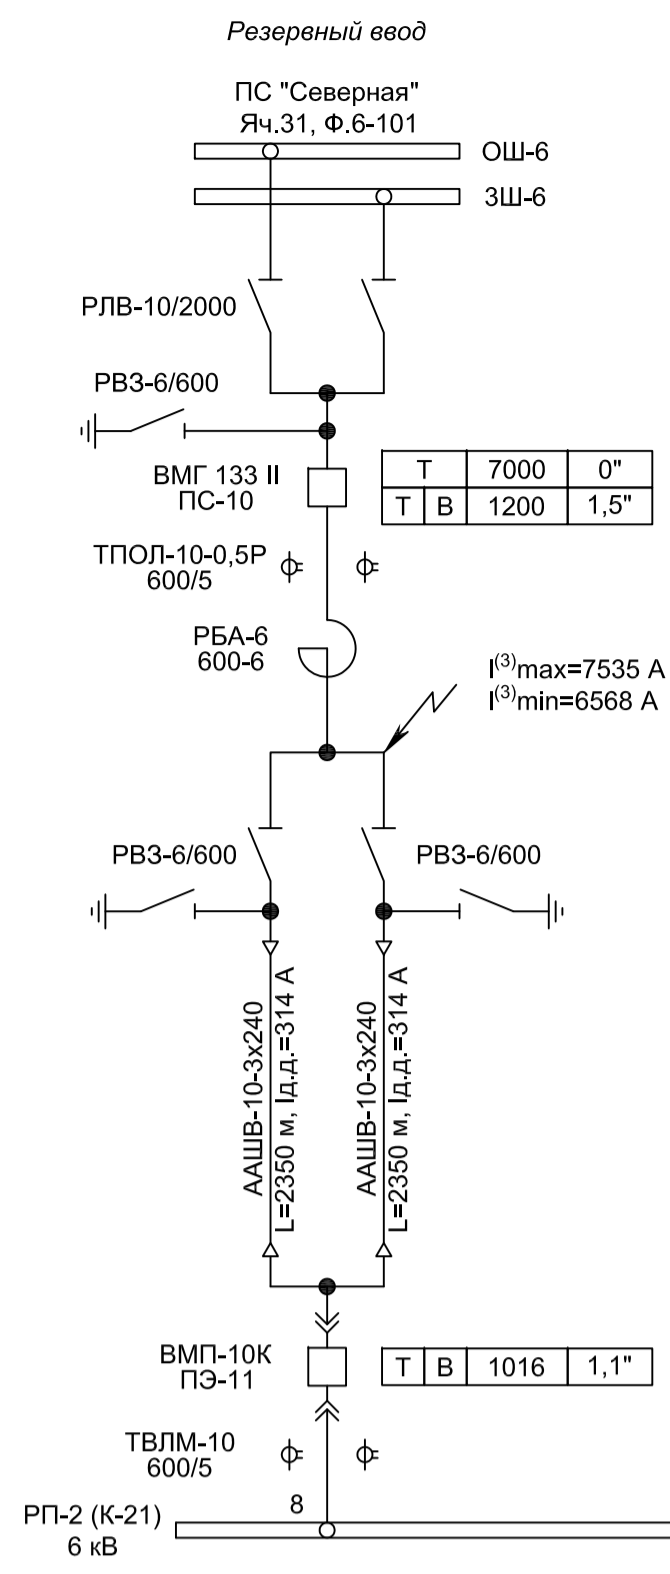 Резервный ввод
ПС "Северная"
Яч.31, Ф.6-101
ОШ-6
ЗШ-6
РЛВ-10/2000
РВЗ-6/600
ВМГ 133 II
ПС-10
Т 7000 0"
Т В 1200 1,5"
ТПОЛ-10-0,5Р
600/5
РБА-6
600-6
I(3)max=7535 А
I(3)min=6568 А
РВЗ-6/600
РВЗ-6/600
ААШВ-10-3х240
L=2350 м, Iд.д.=314 А
ААШВ-10-3х240
L=2350 м, Iд.д.=314 А
ВМП-10К
ПЭ-11
Т В 1016 1,1"
ТВЛМ-10
600/5
8
РП-2 (К-21)
6 кВ